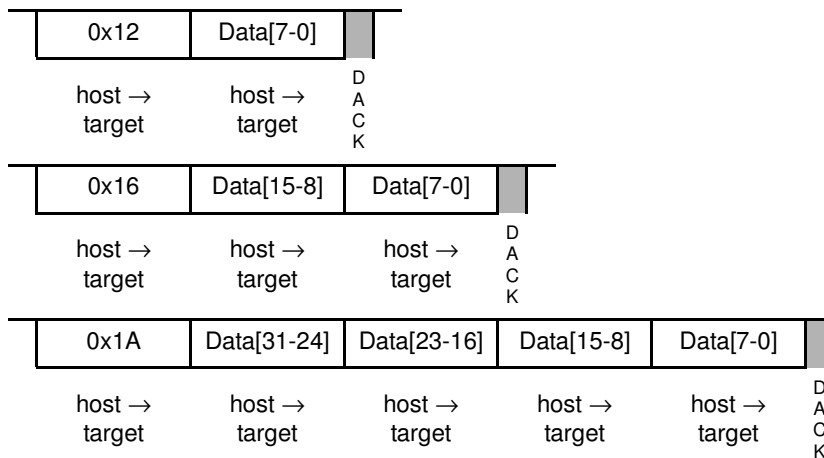 0x12 Data[7-0]
host → host →
target target
D
A
C
K
0x16 Data[15-8] Data[7-0]
host → host → host →
target target target
D
A
C
K
0x1A Data[31-24] Data[23-16] Data[15-8] Data[7-0]
host → host → host → host → host →
target target target target target
D
A
C
K